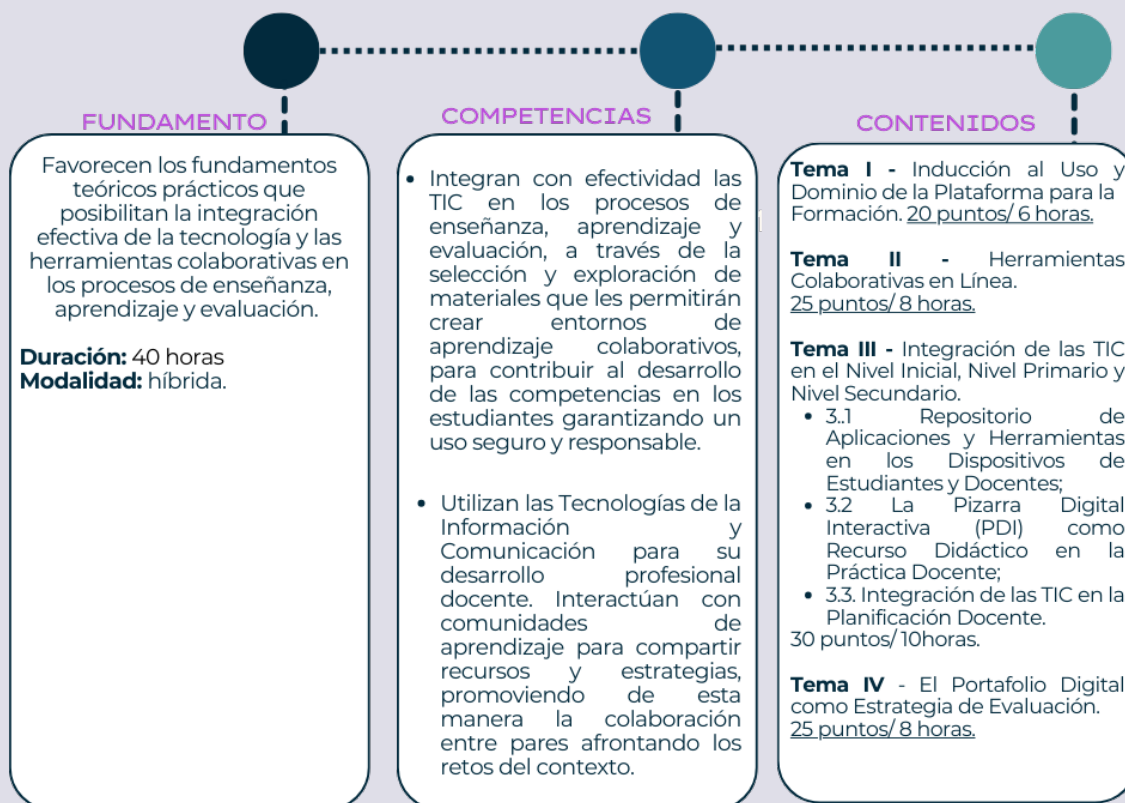 FUNDAMENTO
Favorecen los fundamentos
teóricos prácticos que
posibilitan la integración
efectiva de la tecnología y las
herramientas colaborativas en
los procesos de enseñanza,
aprendizaje y evaluación.
Duración: 40 horas
Modalidad: híbrida.
COMPETENCIAS
• Integran con efectividad las
TIC en los procesos de
enseñanza, aprendizaje y
evaluación, a través de la
selección y exploración de
materiales que les permitirán
crear entornos de
aprendizaje colaborativos,
para contribuir al desarrollo
de las competencias en los
estudiantes garantizando un
uso seguro y responsable.
• Utilizan las Tecnologías de la
Información y
Comunicación para su
desarrollo profesional
docente. Interactúan con
comunidades de
aprendizaje para compartir
recursos y estrategias,
promoviendo de esta
manera la colaboración
entre pares afrontando los
retos del contexto.
CONTENIDOS
Tema I - Inducción al Uso y
Dominio de la Plataforma para la
Formación. 20 puntos/ 6 horas.
Tema II - Herramientas
Colaborativas en Línea.
25 puntos/ 8 horas.
Tema III - Integración de las TIC
en el Nivel Inicial, Nivel Primario y
Nivel Secundario.
• 3..1 Repositorio de
Aplicaciones y Herramientas
en los Dispositivos de
Estudiantes y Docentes;
• 3.2 La Pizarra Digital
Interactiva (PDI) como
Recurso Didáctico en la
Práctica Docente;
• 3.3. Integración de las TIC en la
Planificación Docente.
30 puntos/ 10horas.
Tema IV - El Portafolio Digital
como Estrategia de Evaluación.
25 puntos/ 8 horas.